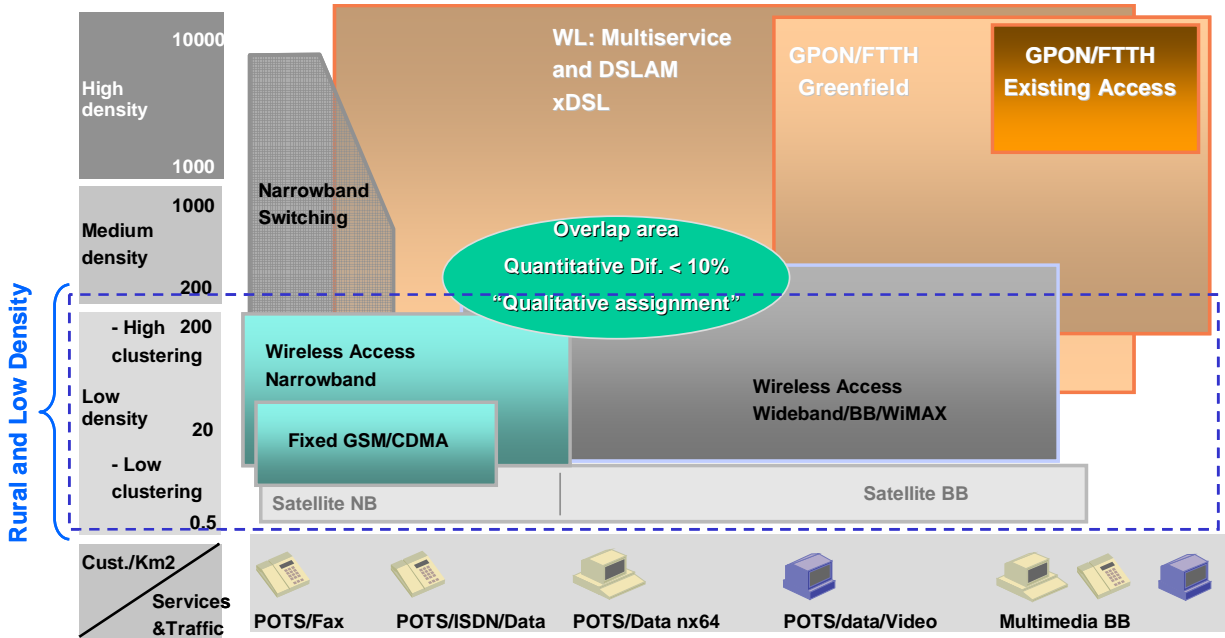 10000
WL: Multiservice
and DSLAM
xDSL
GPON/FTTH
Greenfield
GPON/FTTH
Existing Access
High
density
1000
1000
Narrowband
Switching
Medium
density
200
Overlap area
Quantitative Dif. < 10%
“Qualitative assignment”
Rural and Low Density
- High
clustering
200
Low
density
20
- Low
clustering
0.5
Wireless Access
Narrowband
Fixed GSM/CDMA
Wireless Access
Wideband/BB/WiMAX
Satellite NB
Satellite BB
Cust./Km2
Services
&Traffic
POTS/Fax
POTS/ISDN/Data
POTS/Data nx64
POTS/data/Video
Multimedia BB